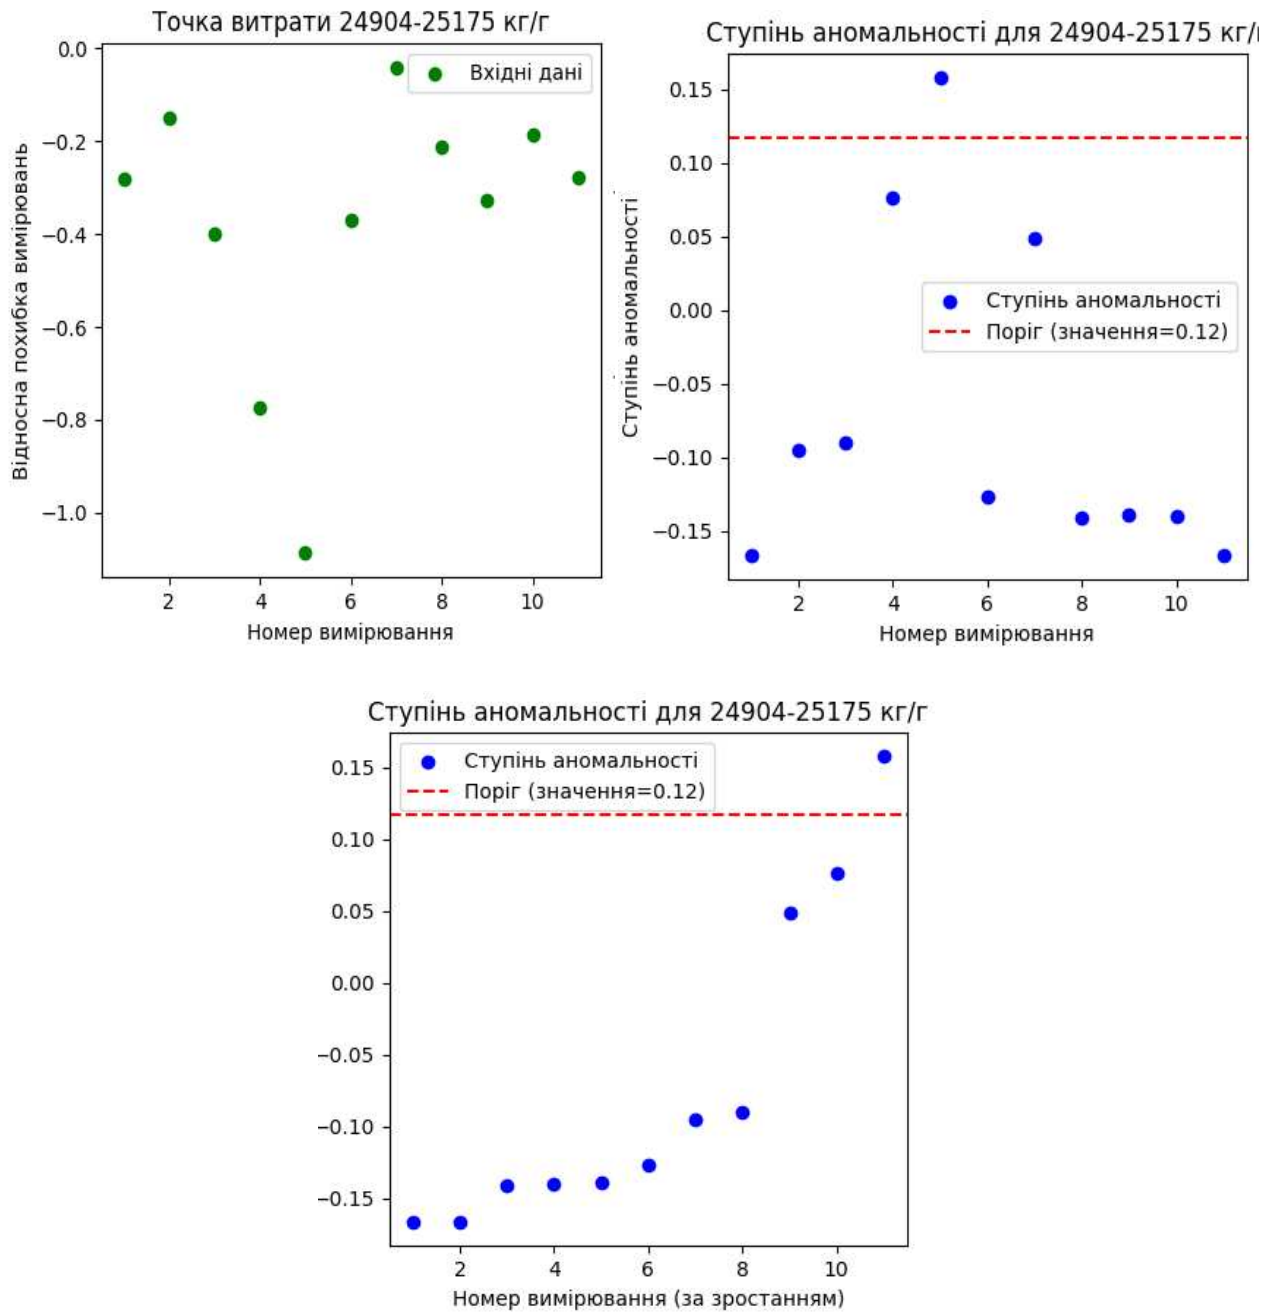 Точка витрати 24904-25175 кг/г
Вхідні дані
0.0
−0.2
−0.4
−0.6
−0.8
−1.0
Відносна похибка вимірювань
2 4 6 8 10
Номер вимірювання
Ступінь аномальності для 24904-25175 кг/г
0.15
0.10
0.05
0.00
−0.05
−0.10
−0.15
Ступінь аномальності
Ступінь аномальності
Поріг (значення=0.12)
2 4 6 8 10
Номер вимірювання
Ступінь аномальності для 24904-25175 кг/г
Ступінь аномальності
Поріг (значення=0.12)
0.15
0.10
0.05
0.00
−0.05
−0.10
−0.15
2 4 6 8 10
Номер вимірювання (за зростанням)